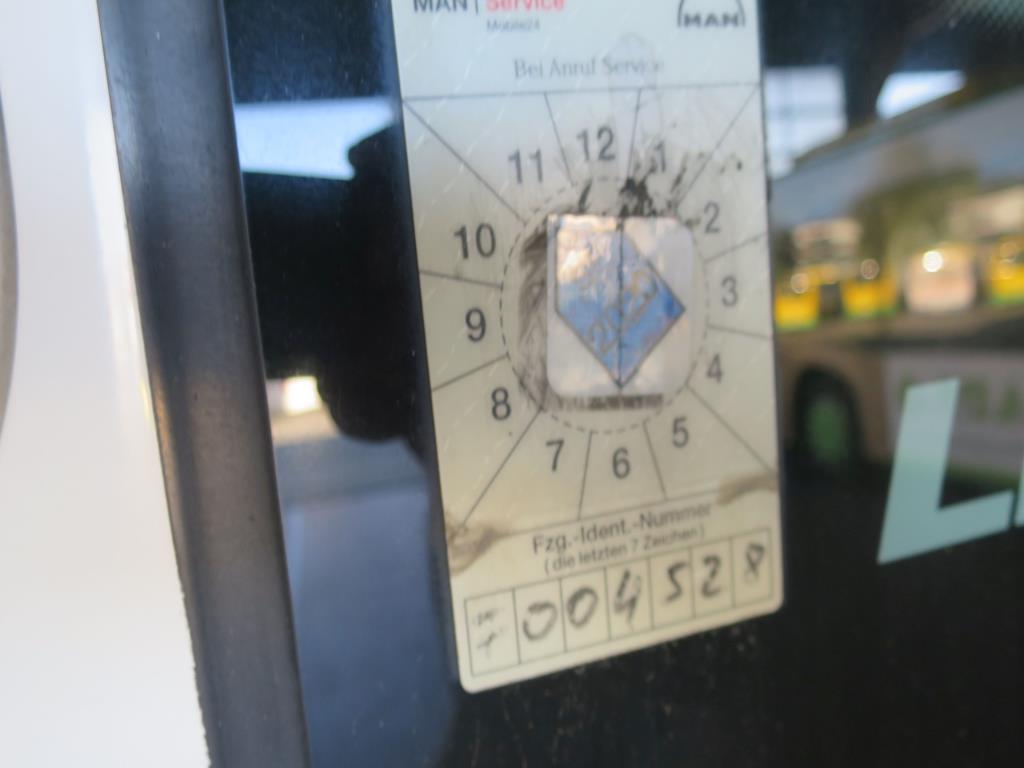 MAN | Service
Mobile24
MAN
Bei Anruf Service
12
1
2
3
4
5
6
7
8
9
10
11
Fzg.-Ident.-Nummer
(die letzten 7 Zeichen)
004528
L